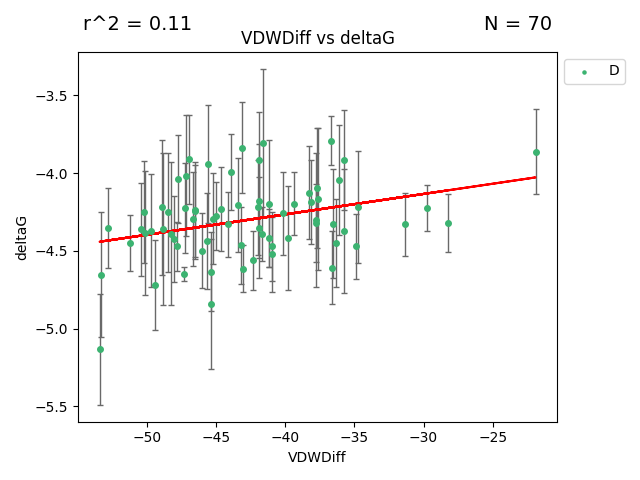 r^2 = 0.11
N = 70
VDWDiff vs deltaG
D
deltaG
−3.5
−4.0
−4.5
−5.0
−5.5
−50
−45
−40
−35
−30
−25
VDWDiff